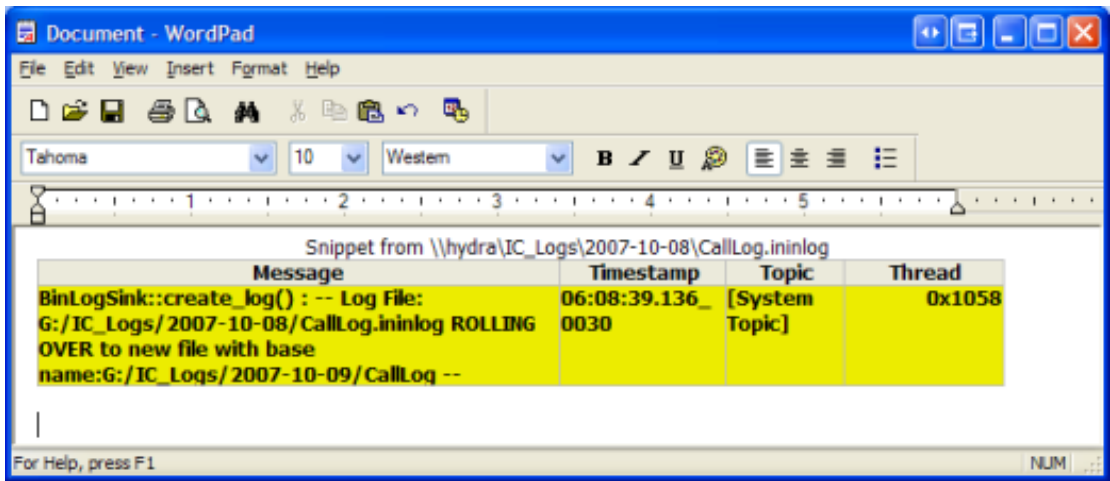 Document - WordPad
File Edit View Insert Format Help
Tahoma 10 Western B I U
1 2 3 4 5
Snippet from \\hydra\IC_Logs\2007-10-08\CallLog.ininlog
Message Timestamp Topic Thread
BinLogSink::create_log() : -- Log File: 06:08:39.136_ [System 0x1058
G:/IC_Logs/2007-10-08/CallLog.ininlog ROLLING 0030 Topic]
OVER to new file with base
name:G:/IC_Logs/2007-10-09/CallLog --
For Help, press F1 NUM